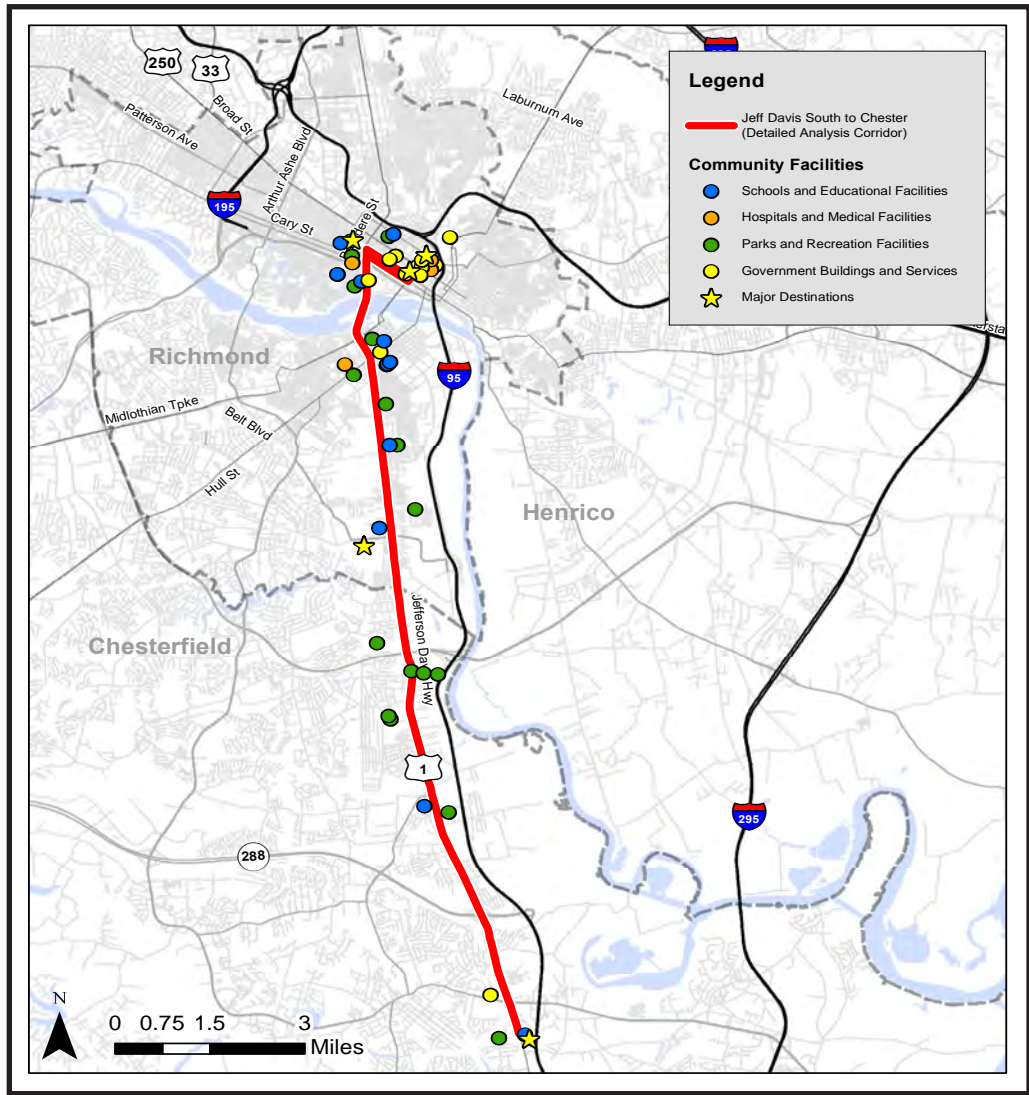 250
33
Broad St
Patterson Ave
Laburnum Ave
Arthur Ashe Blvd
195
Cary St
Legend
Jeff Davis South to Chester
(Detailed Analysis Corridor)
Community Facilities
Schools and Educational Facilities
Hospitals and Medical Facilities
Parks and Recreation Facilities
Government Buildings and Services
Major Destinations
Richmond
95
Midlothian Tpke
Belt Blvd
Hull St
Henrico
Chesterfield
Jefferson Davis Hwy
1
295
288
N
0 0.75 1.5 3
Miles